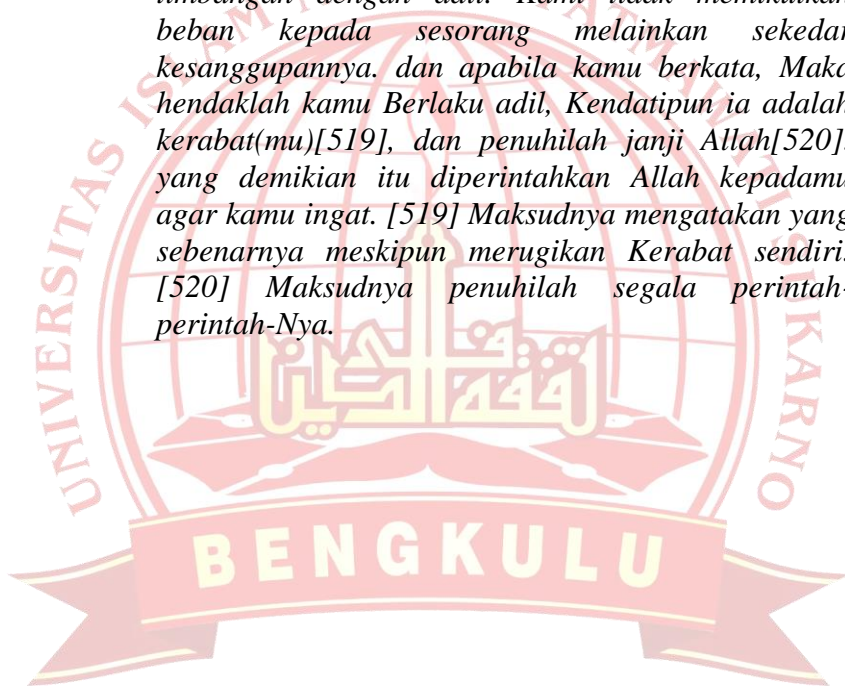 timbangan dengan adil. Kami tidak memikulkan
beban kepada sesorang melainkan sekedar
kesanggupannya. dan apabila kamu berkata, Maka
hendaklah kamu Berlaku adil, Kendatipun ia adalah
kerabat(mu)[519], dan penuhilah janji Allah[520].
yang demikian itu diperintahkan Allah kepadamu
agar kamu ingat. [519] Maksudnya mengatakan yang
sebenarnya meskipun merugikan Kerabat sendiri.
[520] Maksudnya penuhilah segala perintah-
perintah-Nya.
UNIVERSITAS ISLAM
SUKARNO
BENGKULU